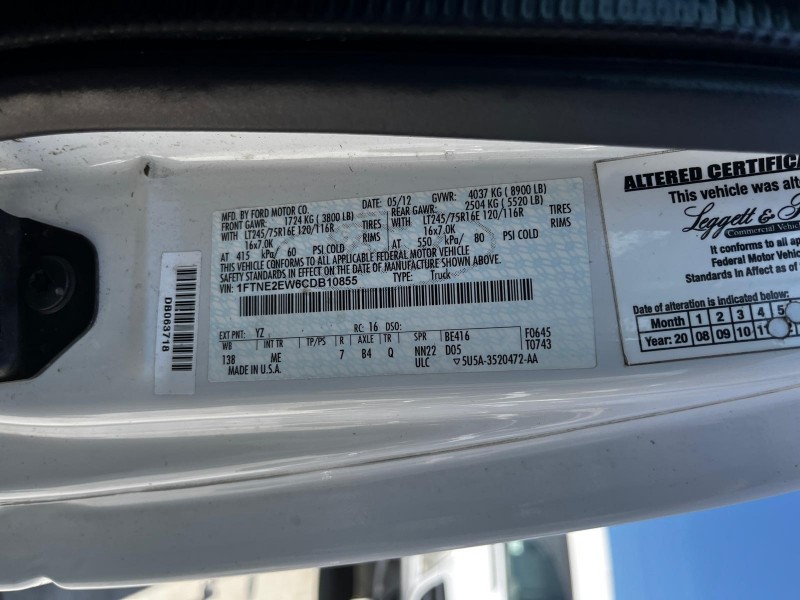 MFD. BY FORD MOTOR CO.
DATE: 05/12 GVWR: 4037 KG ( 8900 LB)
FRONT GAWR: 1724 KG ( 3800 LB)
REAR GAWR: 2504 KG ( 5520 LB)
WITH LT245/75R16E 120/116R TIRES
WITH LT245/75R16E 120/116R TIRES
16x7.0K RIMS
16x7.0K RIMS
AT 415 kPa/ 60 PSI COLD
AT 550 kPa/ 80 PSI COLD
THIS VEHICLE CONFORMS TO ALL APPLICABLE FEDERAL MOTOR VEHICLE
SAFETY STANDARDS IN EFFECT ON THE DATE OF MANUFACTURE SHOWN ABOVE.
VIN: 1FTNE2EW6CDB10855 TYPE: Truck
EXT PNT: YZ RC: 16 DSO:
WB INT TR TP/PS R AXLE TR SPR BE416 F0645
138 ME 7 B4 Q NN22 D05 T0743
MADE IN U.S.A. ULC ▽5U5A-3520472-AA
DB063718
ALTERED CERTIFICA
This vehicle was alt
Leggett & P
Commercial Vehicle
It conforms to all app
Federal Motor Vehic
Standards In Affect as of
Date of alteration is indicated below:
Month 1 2 3 4 5
Year: 20 08 09 10 11